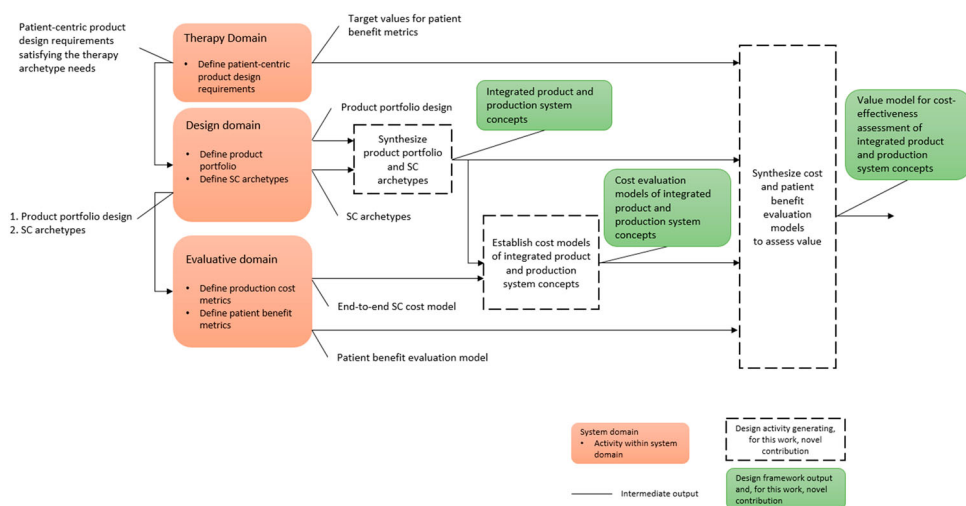 Patient-centric product
design requirements
satisfying the therapy
archetype needs
Therapy Domain
• Define patient-centric
product design
requirements
Target values for patient
benefit metrics
Design domain
• Define product
portfolio
• Define SC archetypes
Product portfolio design
Synthesize
product portfolio
and SC
archetypes
SC archetypes
Integrated product and
production system
concepts
1. Product portfolio design
2. SC archetypes
Cost evaluation
models of integrated
product and
production system
concepts
Establish cost models
of integrated product
and production
system concepts
Evaluative domain
• Define production cost
metrics
• Define patient benefit
metrics
End-to-end SC cost model
Patient benefit evaluation model
Synthesize cost
and patient
benefit
evaluation
models
to assess value
Value model for cost-
effectiveness
assessment of
integrated product
and production
system concepts
System domain
• Activity within system
domain
Design activity generating,
for this work, novel
contribution
Intermediate output
Design framework output
and, for this work, novel
contribution